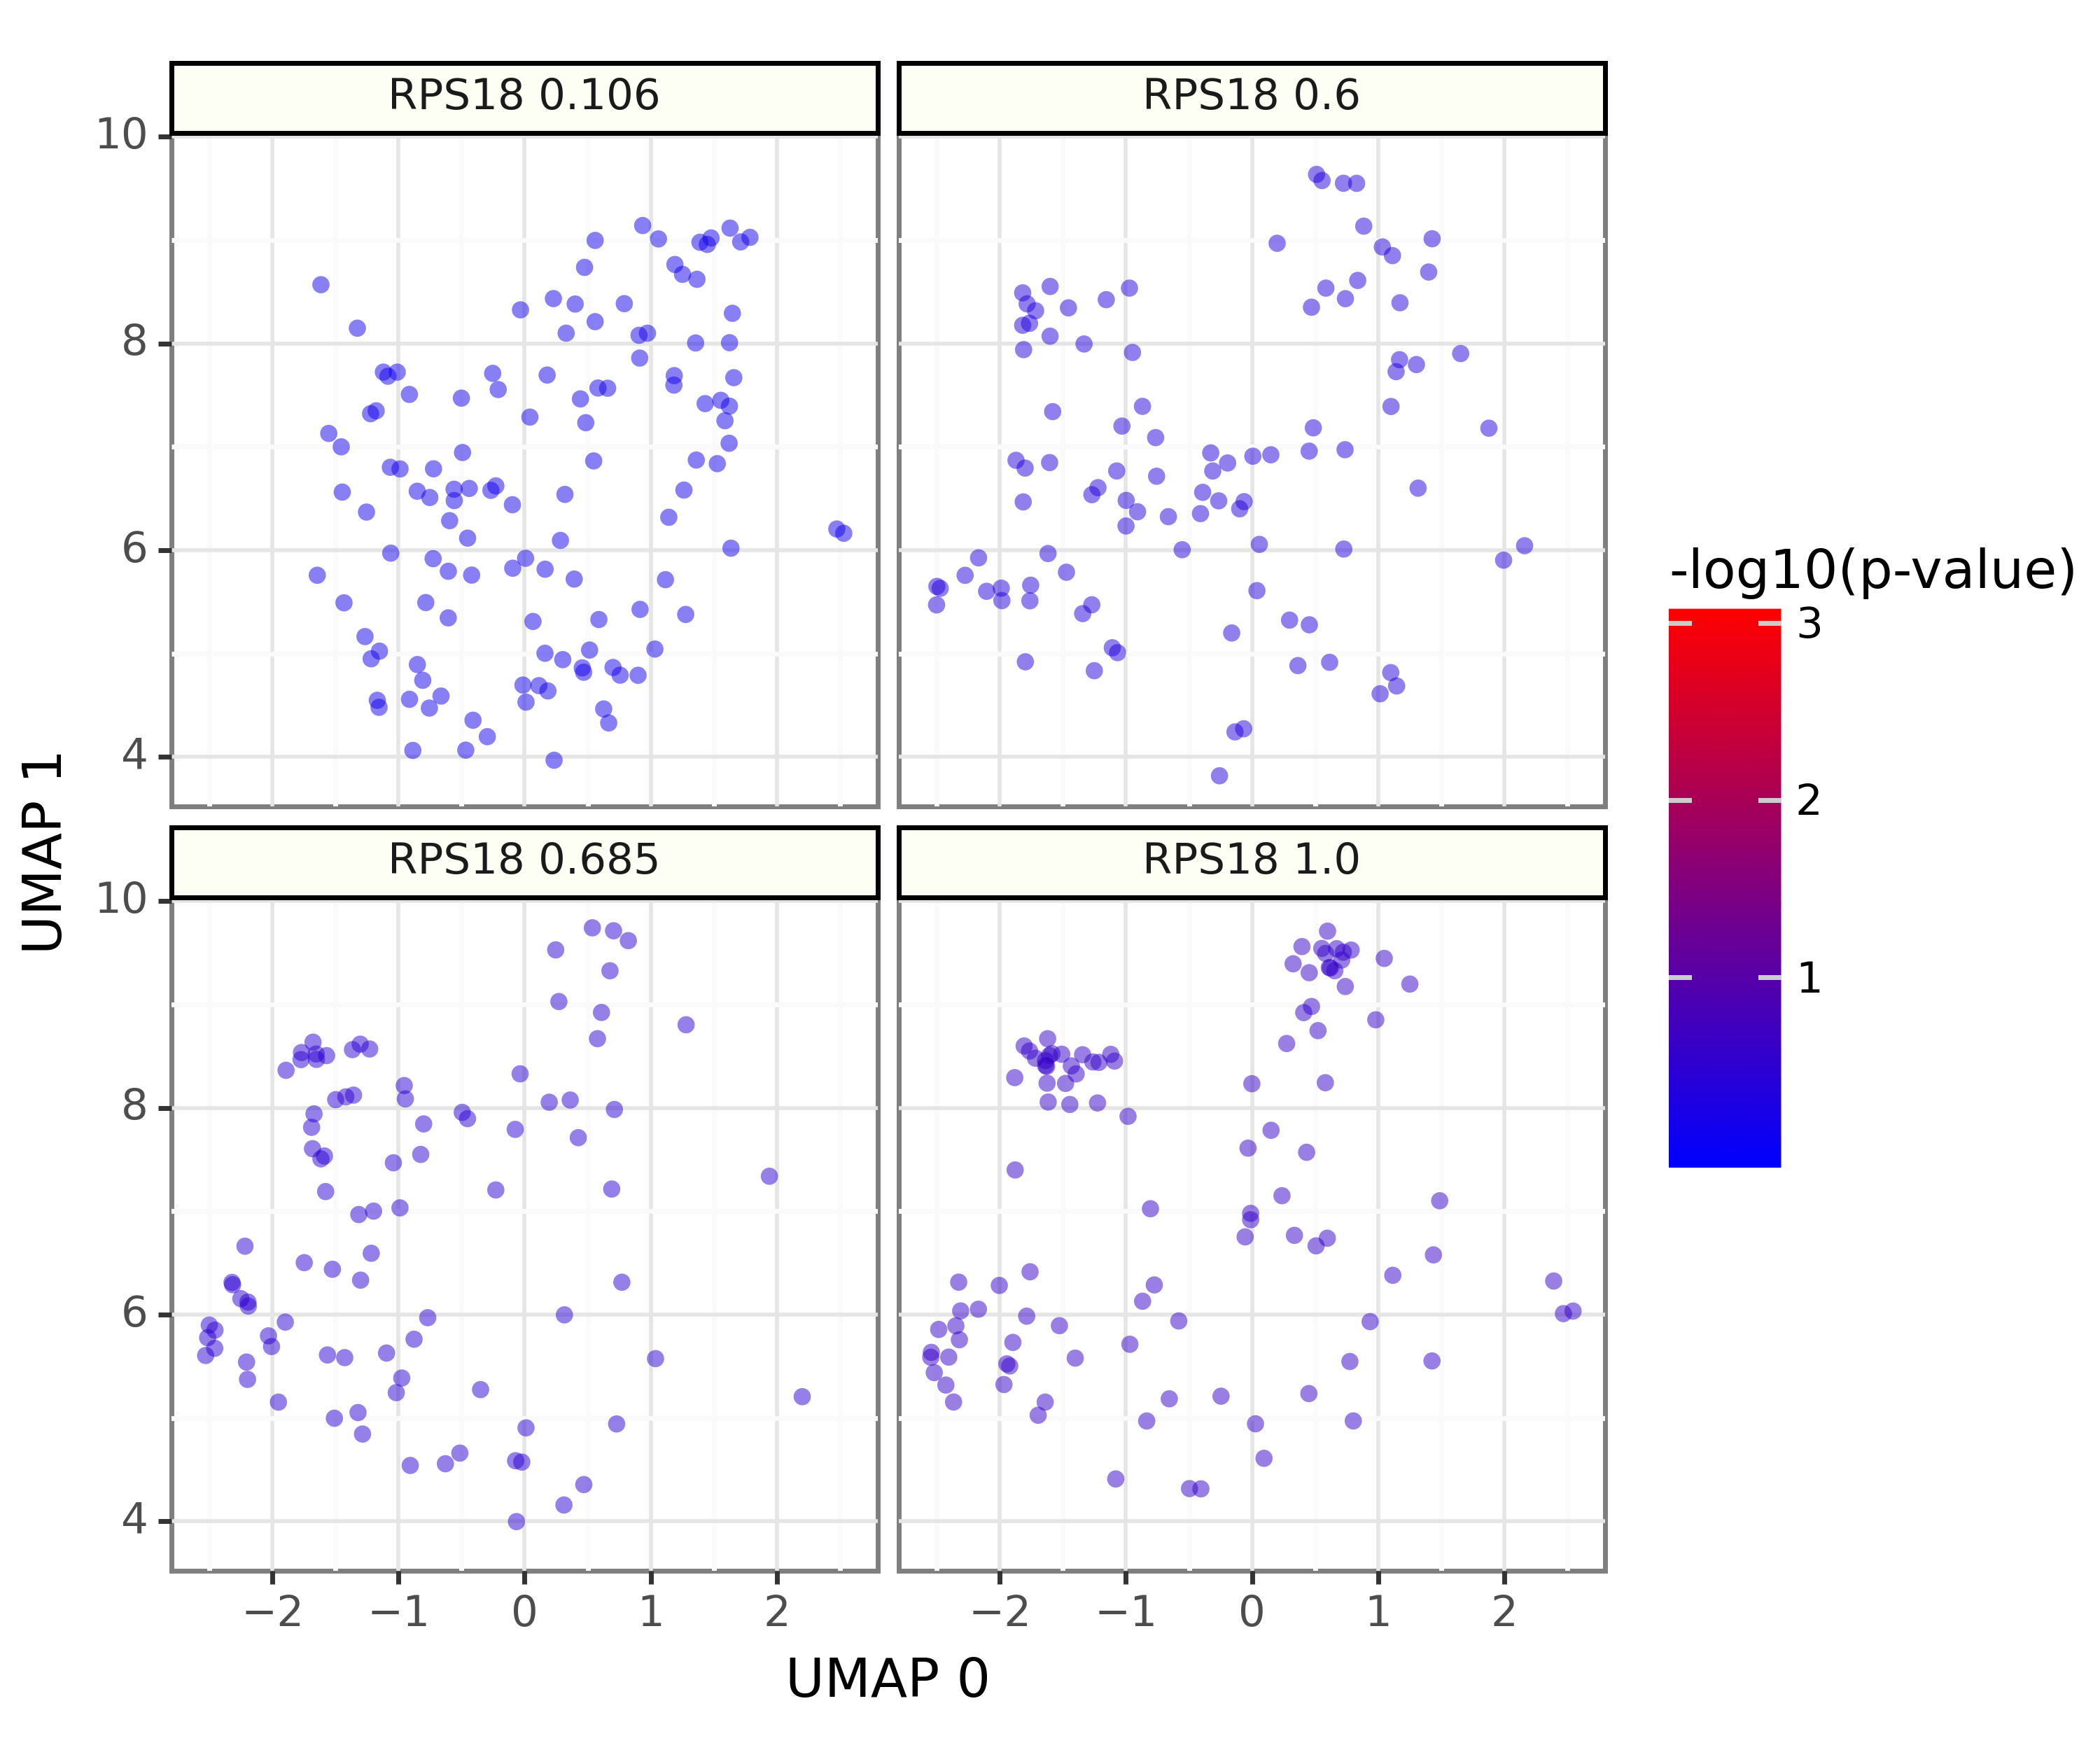 RPS18 0.106
RPS18 0.6
10
8
6
4
RPS18 0.685
RPS18 1.0
10
8
6
4
−2 −1 0 1 2
−2 −1 0 1 2
UMAP 0
UMAP 1
-log10(p-value)
3
2
1